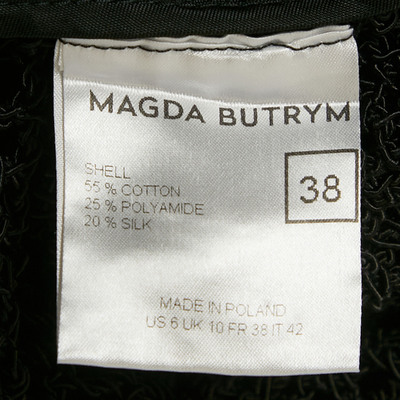 MAGDA BUTRYM
SHELL
55 % COTTON
25 % POLYAMIDE
20 % SILK
38
MADE IN POLAND
US 6 UK 10 FR 38 IT 42